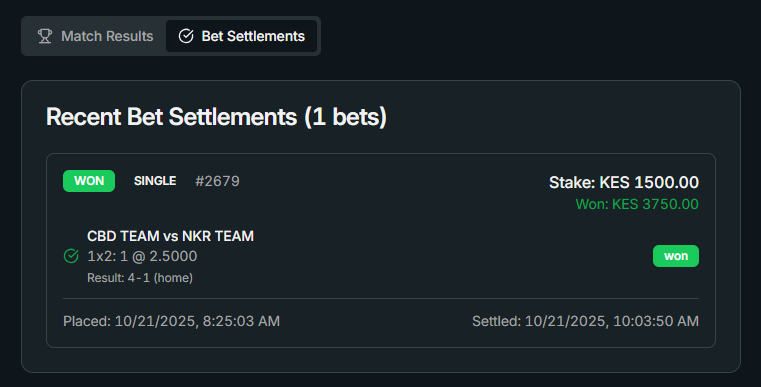 Match Results Bet Settlements
Recent Bet Settlements (1 bets)
WON SINGLE #2679 Stake: KES 1500.00
Won: KES 3750.00
CBD TEAM vs NKR TEAM
1x2: 1 @ 2.5000 won
Result: 4-1 (home)
Placed: 10/21/2025, 8:25:03 AM Settled: 10/21/2025, 10:03:50 AM